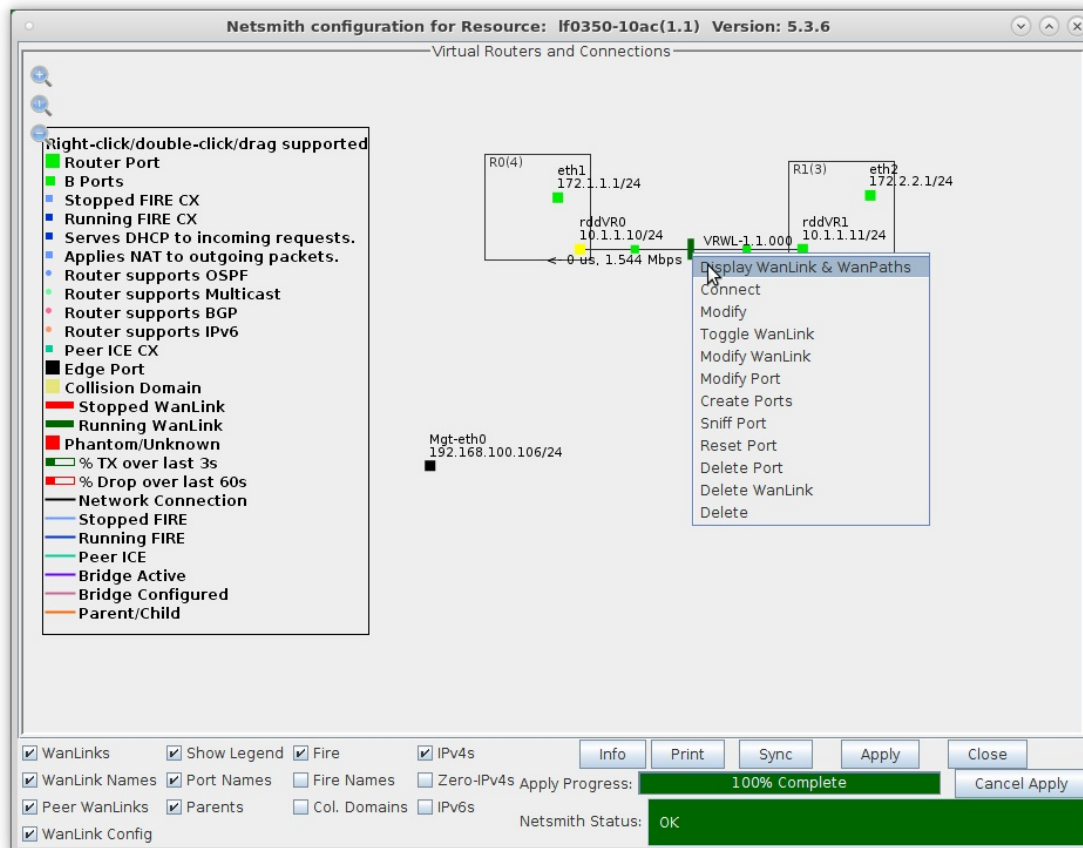 Netsmith configuration for Resource: lf0350-10ac(1.1) Version: 5.3.6
Virtual Routers and Connections
Right-click/double-click/drag supported
Router Port
B Ports
Stopped FIRE CX
Running FIRE CX
Serves DHCP to incoming requests.
Applies NAT to outgoing packets.
Router supports OSPF
Router supports Multicast
Router supports BGP
Router supports IPv6
Peer ICE CX
Edge Port
Collision Domain
Stopped WanLink
Running WanLink
Phantom/Unknown
% TX over last 3s
% Drop over last 60s
Network Connection
Stopped FIRE
Running FIRE
Peer ICE
Bridge Active
Bridge Configured
Parent/Child
R0(4)
eth1
172.1.1.1/24
rddVR0
10.1.1.10/24
<- 0 us, 1.544 Mbps
VRWL-1.1.000
R1(3)
eth2
172.2.2.1/24
rddVR1
10.1.1.11/24
Mgt-eth0
192.168.100.106/24
Display WanLink & WanPaths
Connect
Modify
Toggle WanLink
Modify WanLink
Modify Port
Create Ports
Sniff Port
Reset Port
Delete Port
Delete WanLink
Delete
WanLinks Show Legend Fire IPv4s Info Print Sync Apply Close
WanLink Names Port Names Fire Names Zero-IPv4s Apply Progress: 100% Complete Cancel Apply
Peer WanLinks Parents Col. Domains IPv6s
WanLink Config Netsmith Status: OK